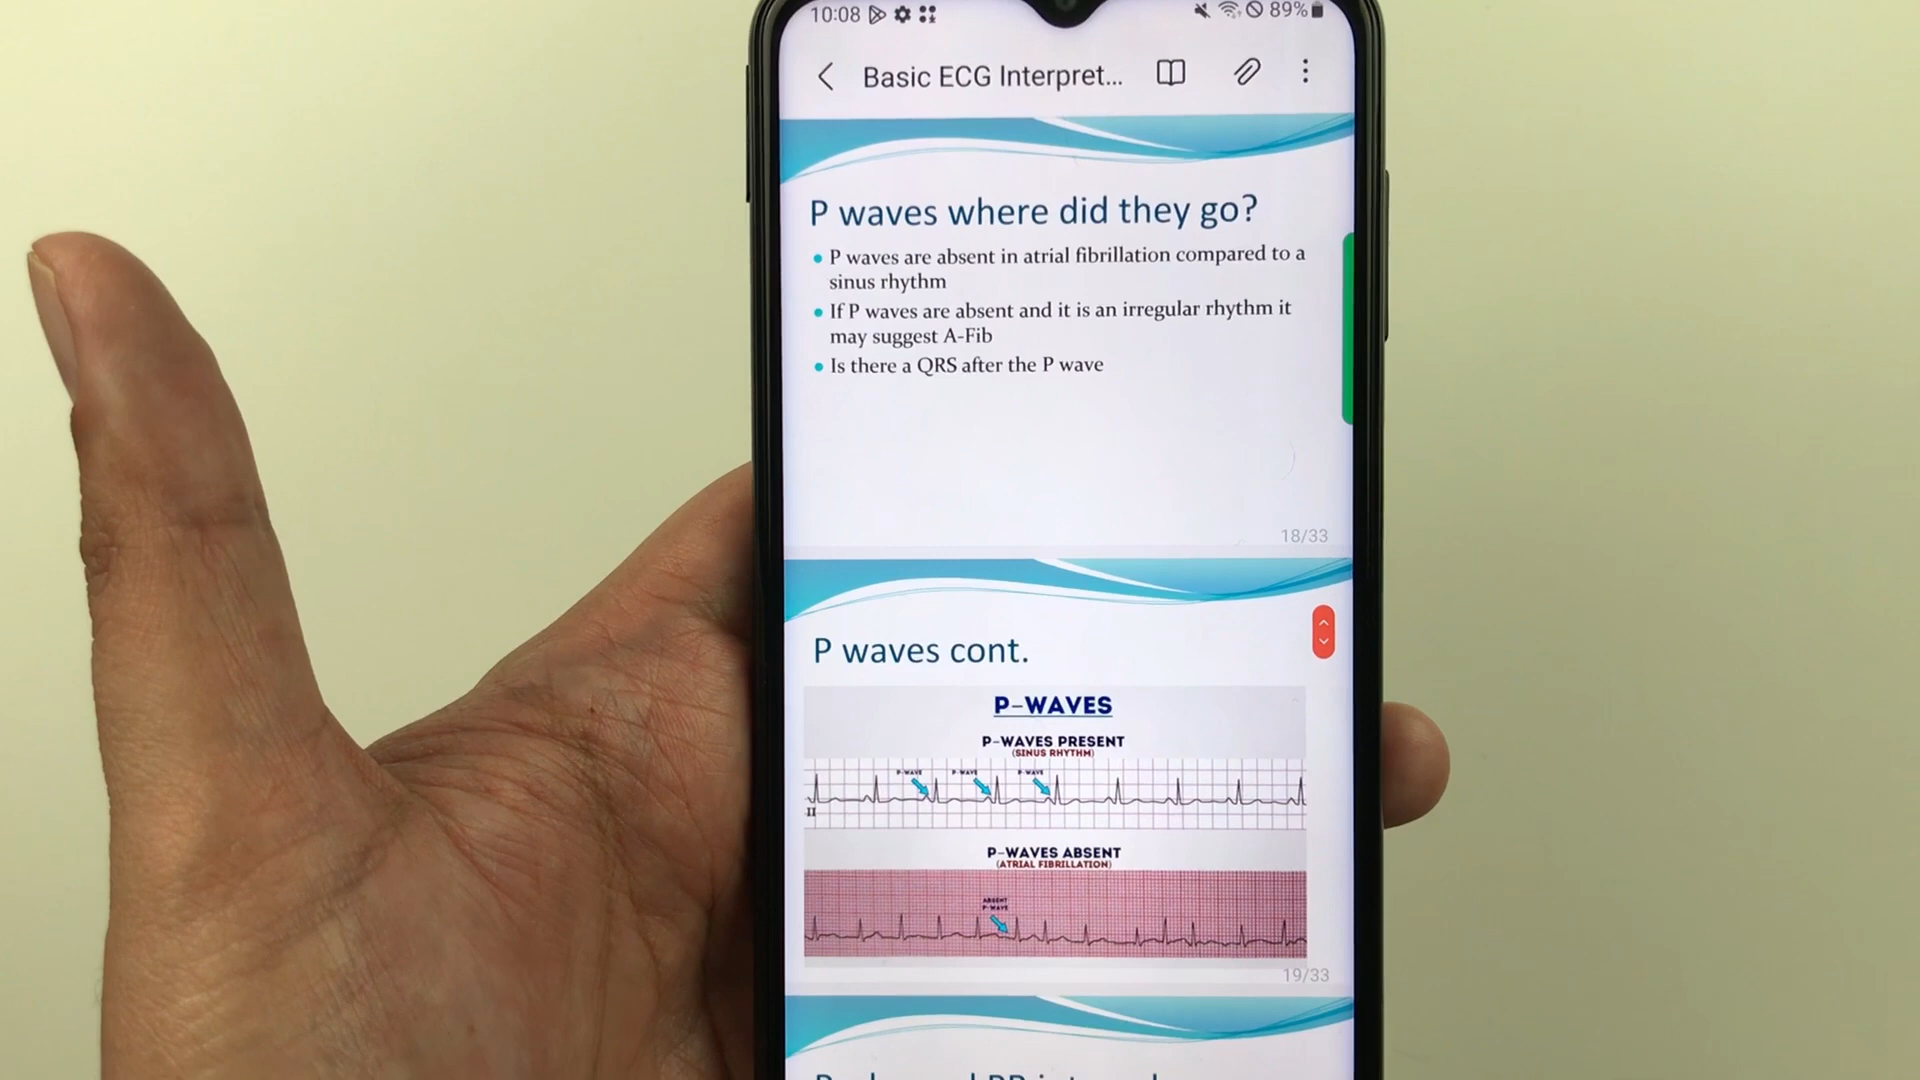 10:08
89%
Basic ECG Interpret...
P waves where did they go?
P waves are absent in atrial fibrillation compared to a
sinus rhythm
If P waves are absent and it is an irregular rhythm it
may suggest A-Fib
Is there a QRS after the P wave
18/33
P waves cont.
P-WAVES
P-WAVES PRESENT
(SINUS RHYTHM)
P-WAVE P-WAVE P-WAVE
II
P-WAVES ABSENT
(ATRIAL FIBRILLATION)
ABSENT
P-WAVE
19/33